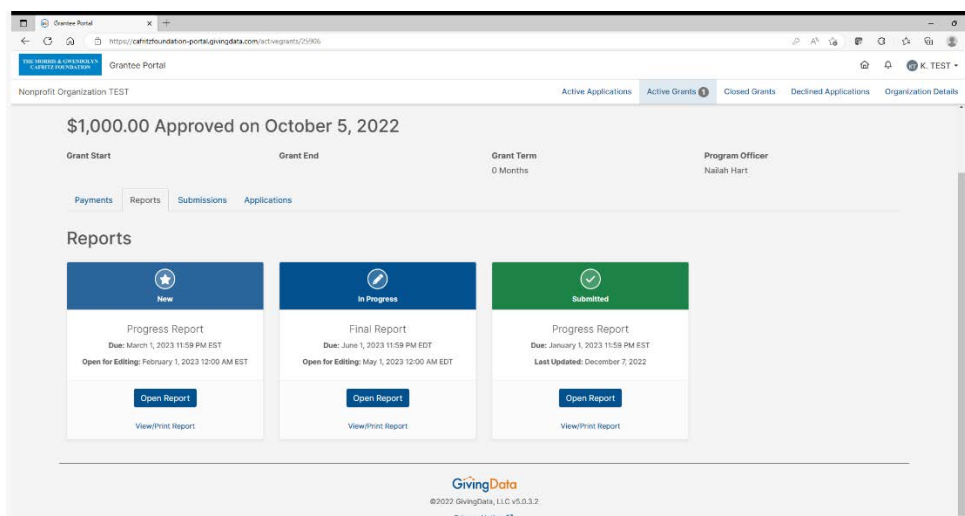 Grantee Portal
https://cafritzfoundation-portal.givingdata.com/activegrants/25906
THE MORRIS & GWENDOLYN
CAFRITZ FOUNDATION
Grantee Portal
KT K. TEST
Nonprofit Organization TEST
Active Applications
Active Grants 1
Closed Grants
Declined Applications
Organization Details
$1,000.00 Approved on October 5, 2022
Grant Start
Grant End
Grant Term
0 Months
Program Officer
Nailah Hart
Payments
Reports
Submissions
Applications
Reports
New
Progress Report
Due: March 1, 2023 11:59 PM EST
Open for Editing: February 1, 2023 12:00 AM EST
Open Report
View/Print Report
In Progress
Final Report
Due: June 1, 2023 11:59 PM EDT
Open for Editing: May 1, 2023 12:00 AM EDT
Open Report
View/Print Report
Submitted
Progress Report
Due: January 1, 2023 11:59 PM EST
Last Updated: December 7, 2022
Open Report
View/Print Report
GivingData
©2022 GivingData, LLC v5.0.3.2